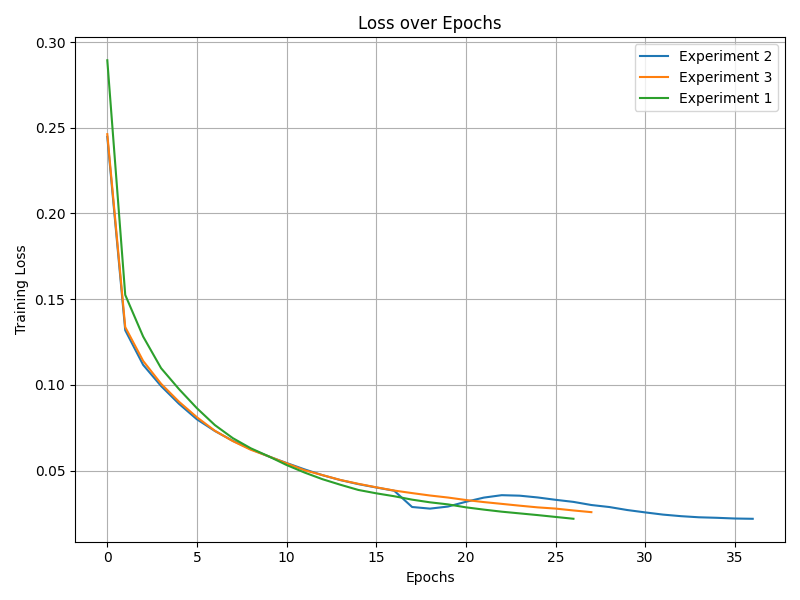 Loss over Epochs
Experiment 2
Experiment 3
Experiment 1
Training Loss
0.30
0.25
0.20
0.15
0.10
0.05
0 5 10 15 20 25 30 35
Epochs